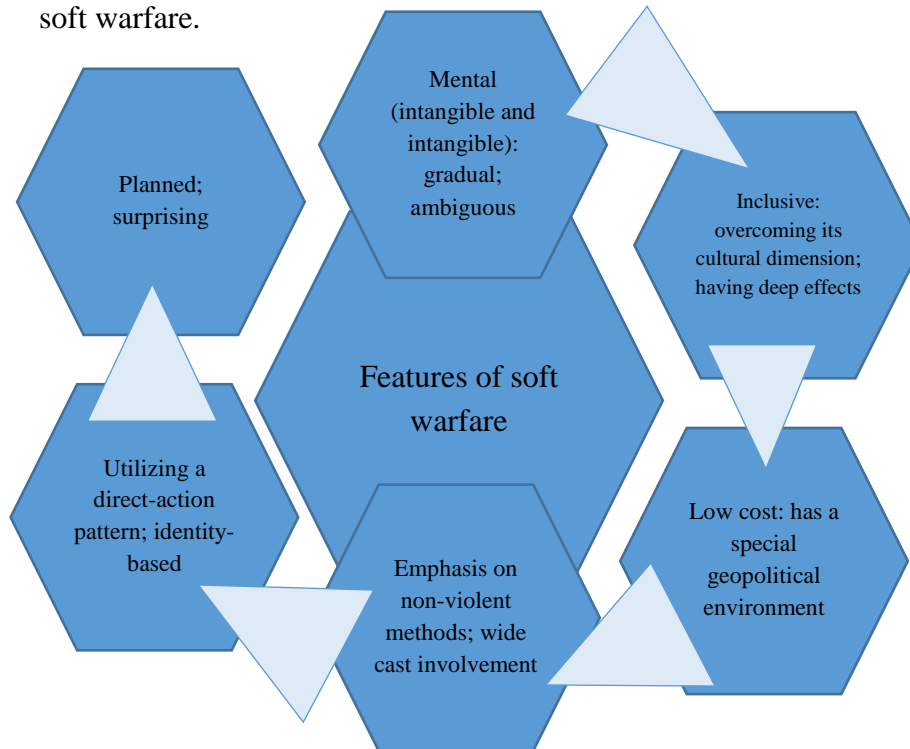 soft warfare.
Mental
(intangible and
intangible):
gradual;
ambiguous
Planned;
surprising
Inclusive:
overcoming its
cultural dimension;
having deep effects
Features of soft
warfare
Utilizing a
direct-action
pattern; identity-
based
Low cost: has a
special
geopolitical
environment
Emphasis on
non-violent
methods; wide
cast involvement